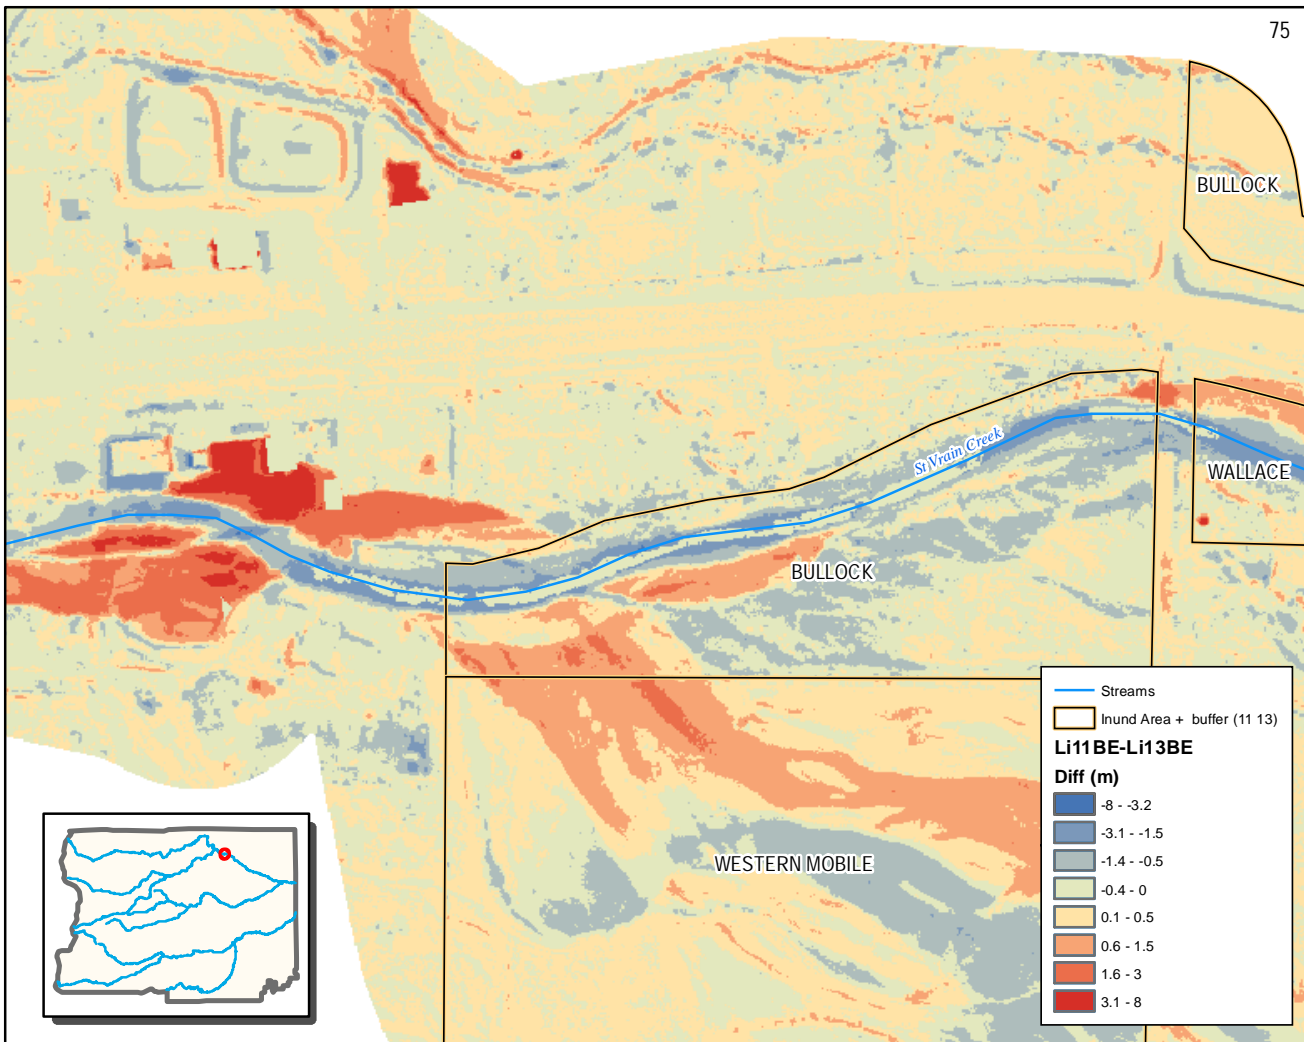 75
BULLOCK
St Vrain Creek
WALLACE
BULLOCK
WESTERN MOBILE
Streams
Inund Area + buffer (11 13)
Li11BE-Li13BE
Diff (m)
-8 - -3.2
-3.1 - -1.5
-1.4 - -0.5
-0.4 - 0
0.1 - 0.5
0.6 - 1.5
1.6 - 3
3.1 - 8